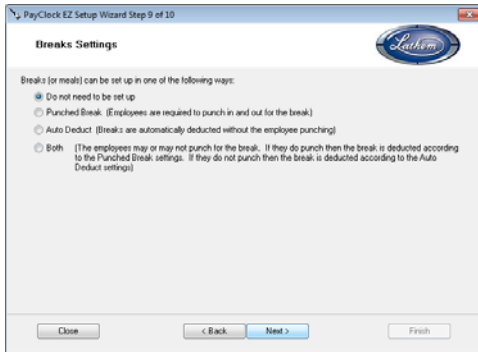 PayClock EZ Setup Wizard Step 9 of 10
Breaks Settings
Lathem
Breaks (or meals) can be set up in one of the following ways:
Do not need to be set up
Punched Break (Employees are required to punch in and out for the break)
Auto Deduct (Breaks are automatically deducted without the employee punching)
Both (The employees may or may not punch for the break. If they do punch then the break is deducted according
to the Punched Break settings. If they do not punch then the break is deducted according to the Auto
Deduct settings)
Close
< Back
Next >
Finish